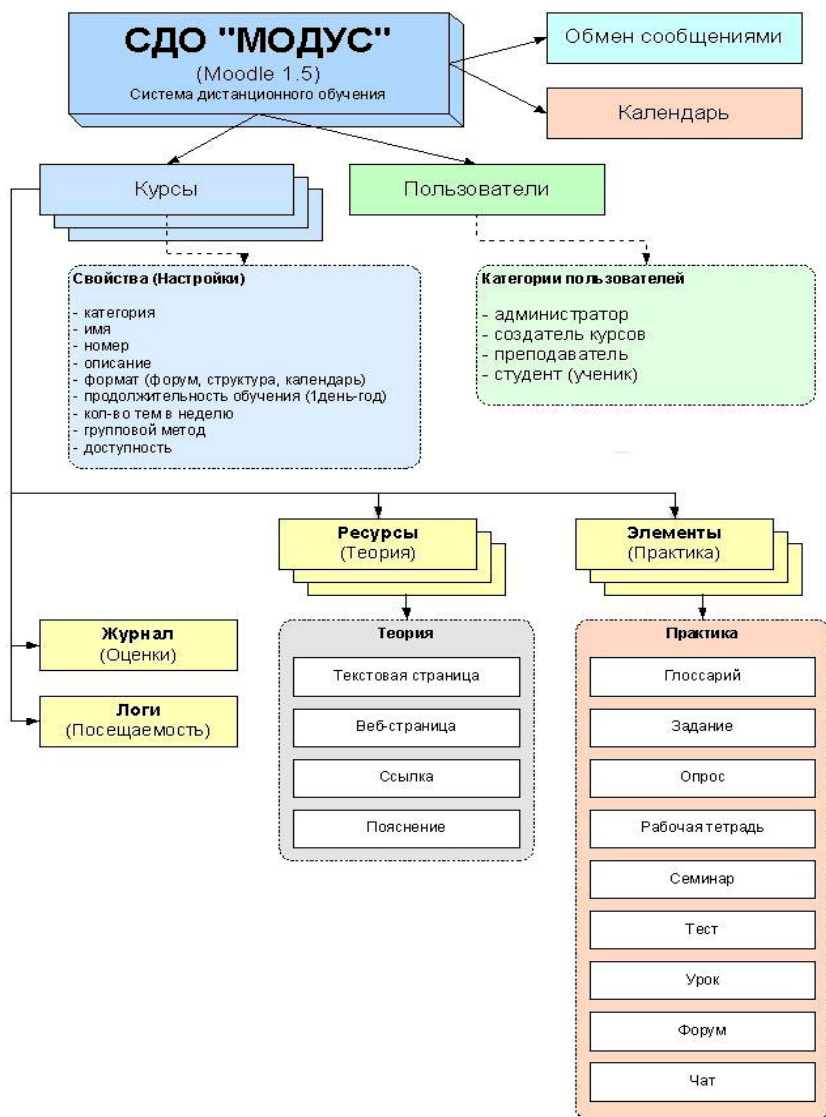 СДО "МОДУС"
(Moodle 1.5)
Система дистанционного обучения
Обмен сообщениями
Календарь
Курсы
Пользователи
Свойства (Настройки)
- категория
- имя
- номер
- описание
- формат (форум, структура, календарь)
- продолжительность обучения (1день-год)
- кол-во тем в неделю
- групповой метод
- доступность
Категории пользователей
- администратор
- создатель курсов
- преподаватель
- студент (ученик)
Ресурсы
(Теория)
Элементы
(Практика)
Журнал
(Оценки)
Логи
(Посещаемость)
Теория
Текстовая страница
Веб-страница
Ссылка
Пояснение
Практика
Глоссарий
Задание
Опрос
Рабочая тетрадь
Семинар
Тест
Урок
Форум
Чат